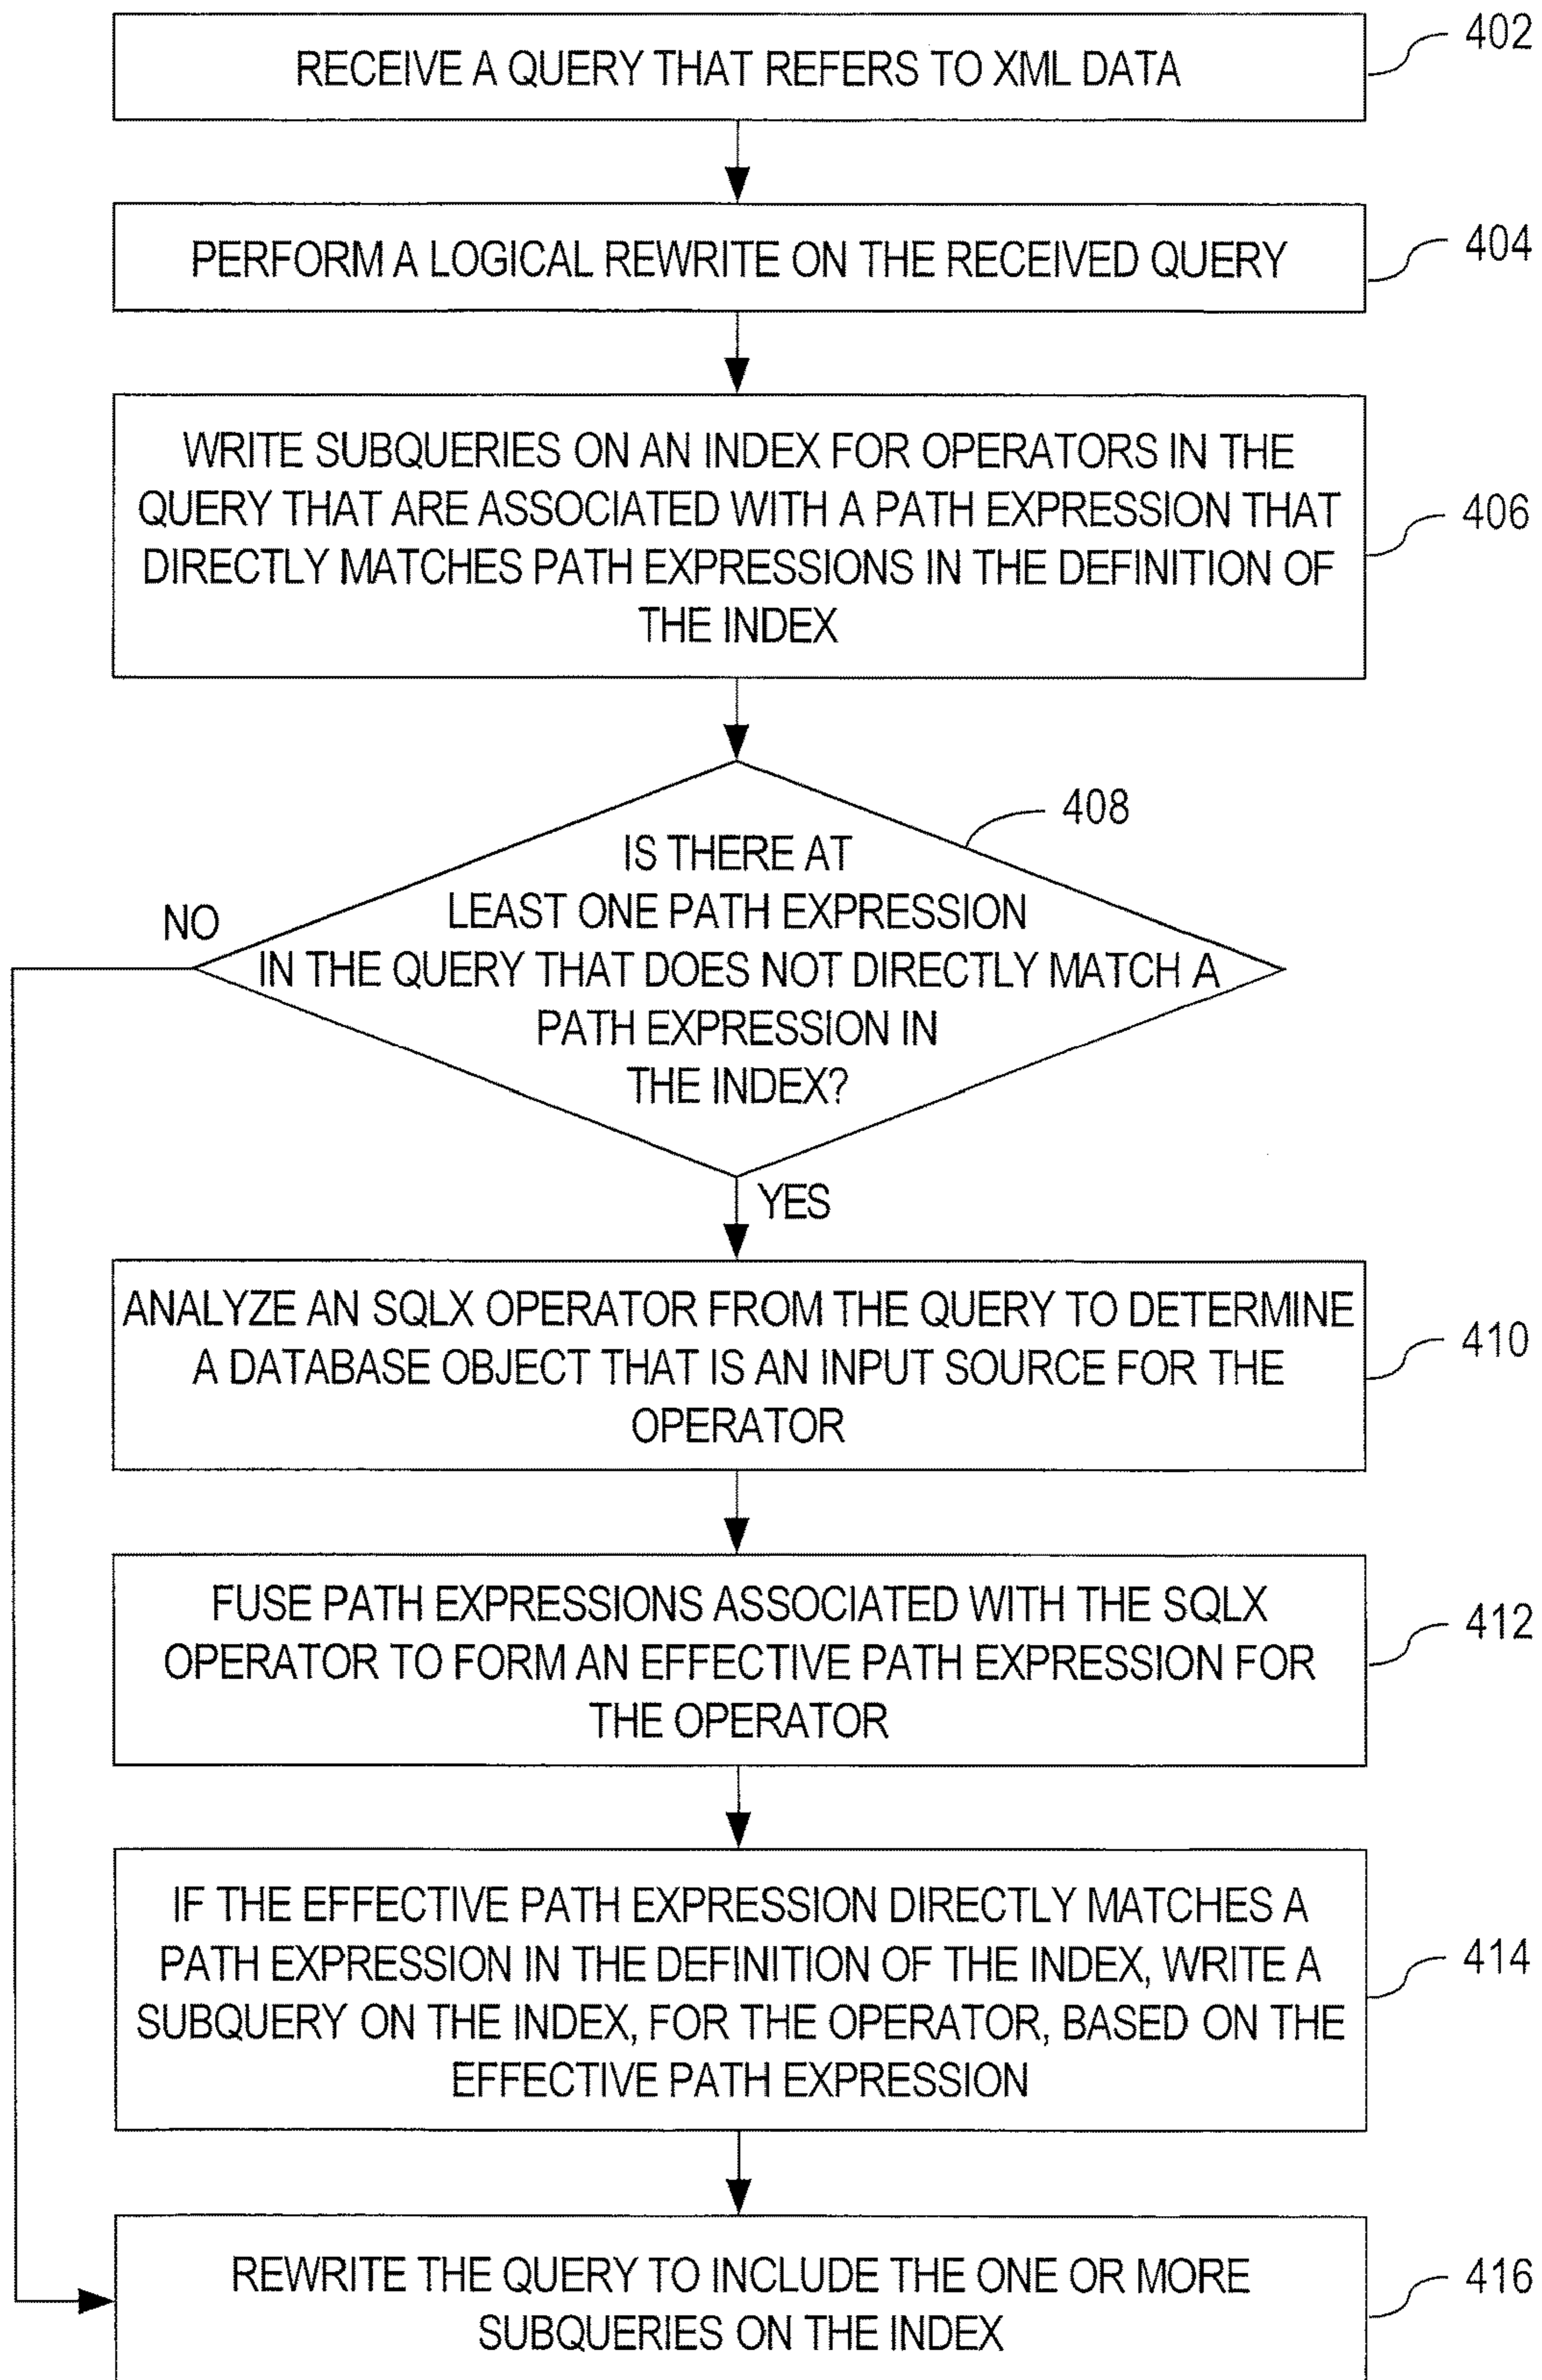 RECEIVE A QUERY THAT REFERS TO XML DATA
402
PERFORM A LOGICAL REWRITE ON THE RECEIVED QUERY
404
WRITE SUBQUERIES ON AN INDEX FOR OPERATORS IN THE
QUERY THAT ARE ASSOCIATED WITH A PATH EXPRESSION THAT
DIRECTLY MATCHES PATH EXPRESSIONS IN THE DEFINITION OF
THE INDEX
406
408
IS THERE AT
LEAST ONE PATH EXPRESSION
IN THE QUERY THAT DOES NOT DIRECTLY MATCH A
PATH EXPRESSION IN
THE INDEX?
NO
YES
ANALYZE AN SQLX OPERATOR FROM THE QUERY TO DETERMINE
A DATABASE OBJECT THAT IS AN INPUT SOURCE FOR THE
OPERATOR
410
FUSE PATH EXPRESSIONS ASSOCIATED WITH THE SQLX
OPERATOR TO FORM AN EFFECTIVE PATH EXPRESSION FOR
THE OPERATOR
412
IF THE EFFECTIVE PATH EXPRESSION DIRECTLY MATCHES A
PATH EXPRESSION IN THE DEFINITION OF THE INDEX, WRITE A
SUBQUERY ON THE INDEX, FOR THE OPERATOR, BASED ON THE
EFFECTIVE PATH EXPRESSION
414
REWRITE THE QUERY TO INCLUDE THE ONE OR MORE
SUBQUERIES ON THE INDEX
416